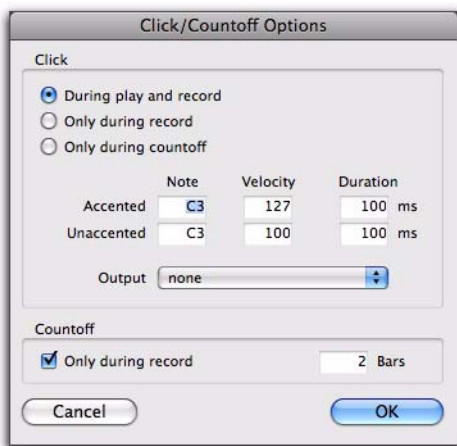 Click/Countoff Options
Click
During play and record
Only during record
Only during countoff
Note Velocity Duration
Accented C3 127 100 ms
Unaccented C3 100 100 ms
Output none
Countoff
Only during record 2 Bars
Cancel OK